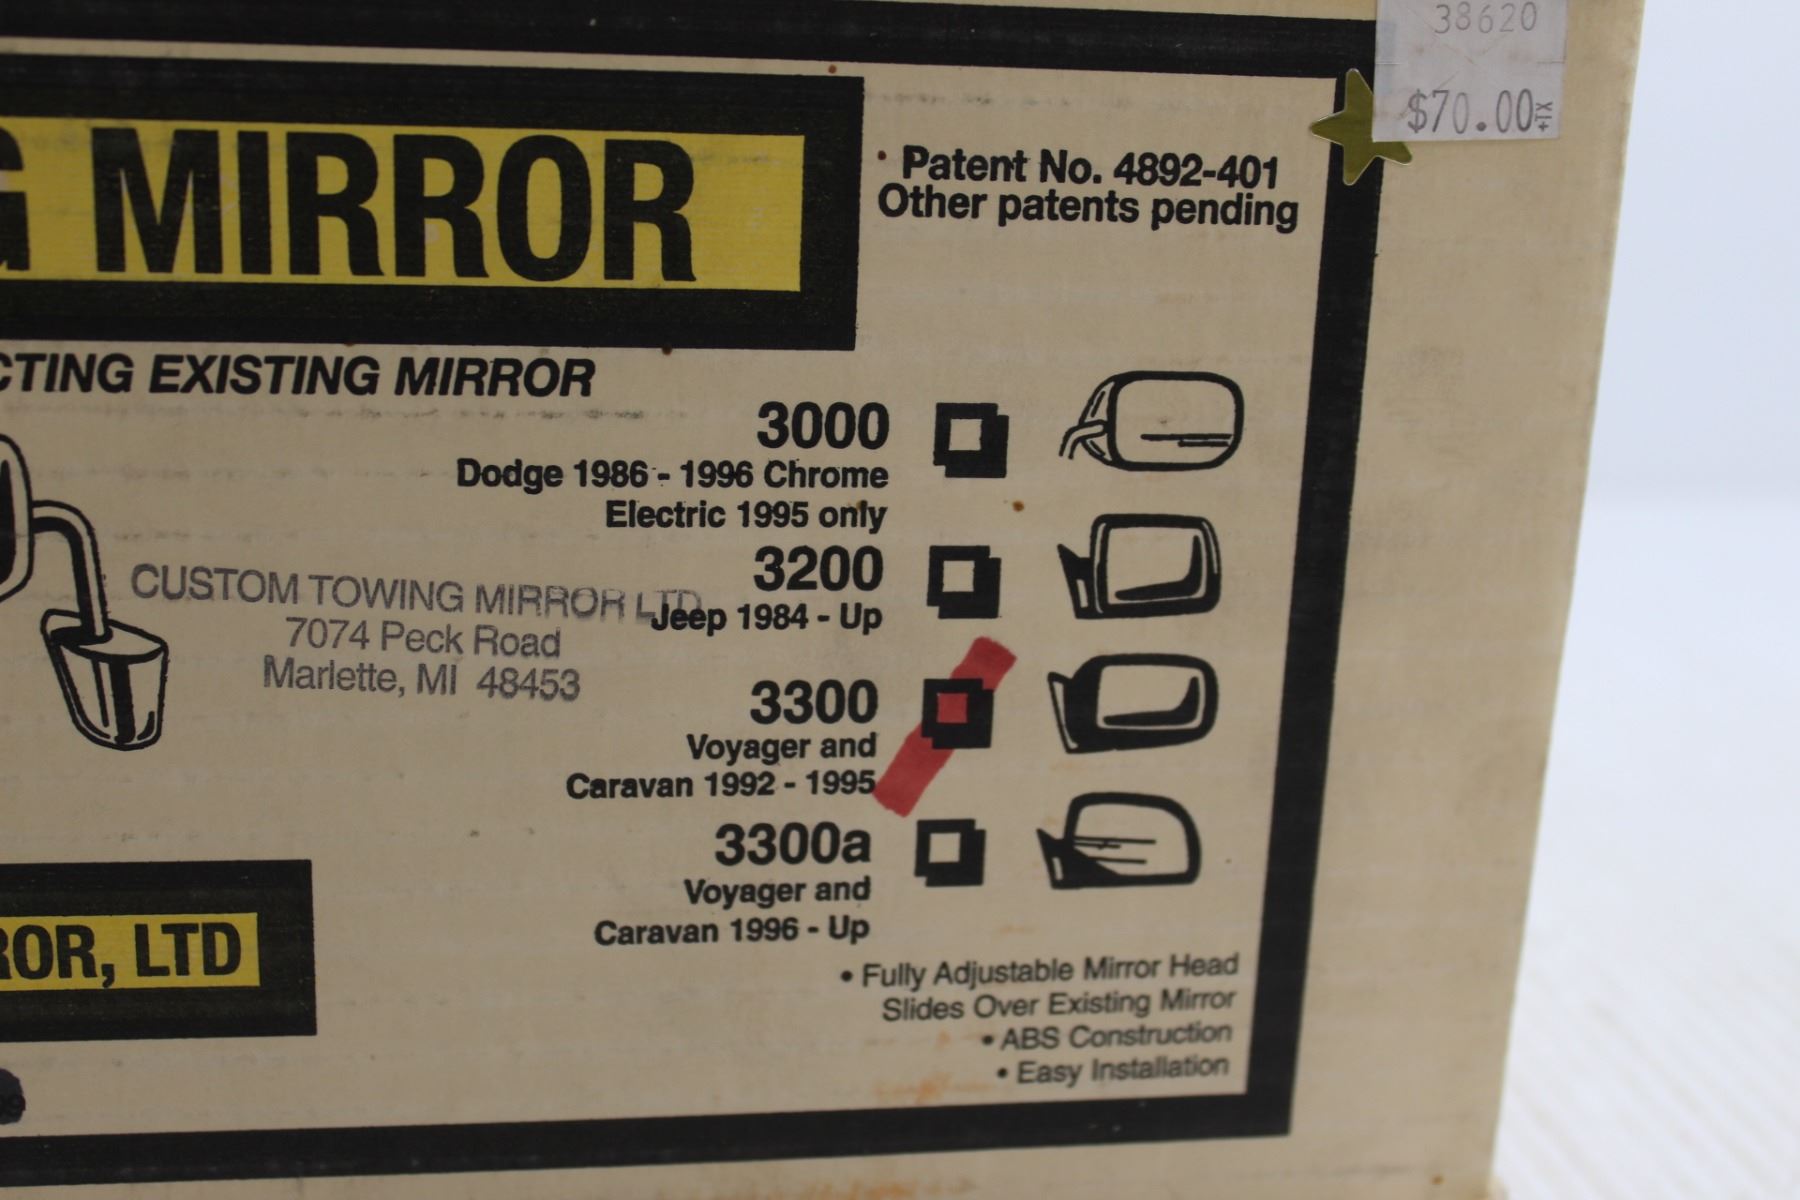 38620
$70.00+TX
G MIRROR
Patent No. 4892-401
Other patents pending
CTING EXISTING MIRROR
3000
Dodge 1986 - 1996 Chrome
Electric 1995 only
3200
Jeep 1984 - Up
CUSTOM TOWING MIRROR LTD.
7074 Peck Road
Marlette, MI 48453
3300
Voyager and
Caravan 1992 - 1995
3300a
Voyager and
Caravan 1996 - Up
ROR, LTD
• Fully Adjustable Mirror Head
Slides Over Existing Mirror
• ABS Construction
• Easy Installation